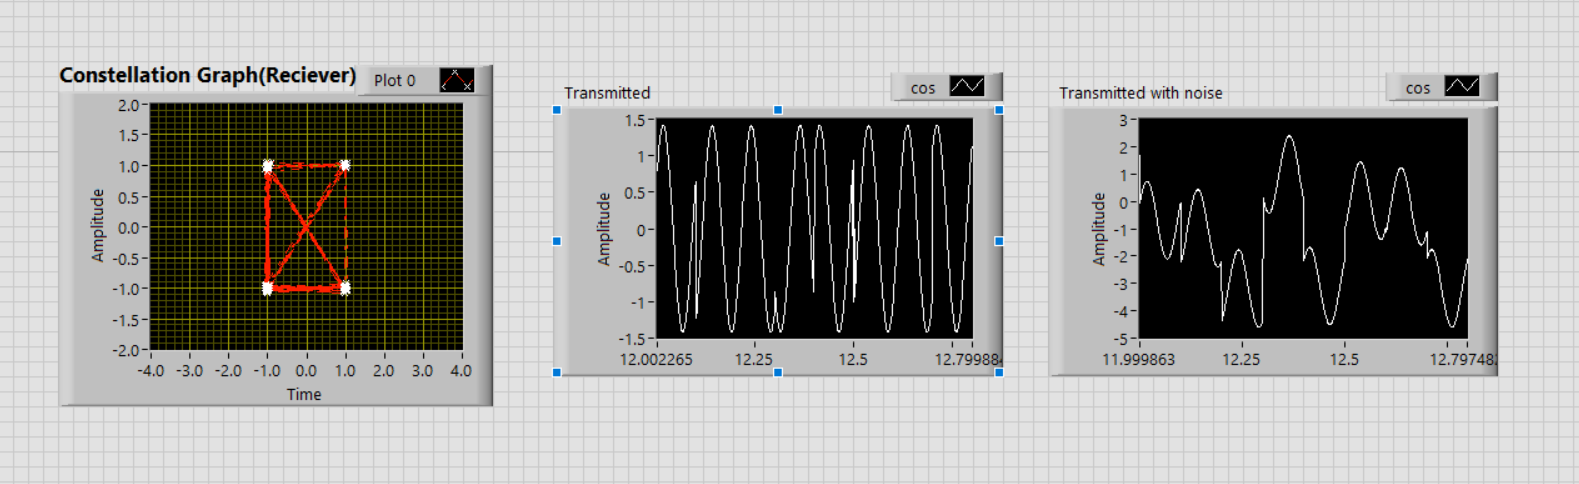 Constellation Graph(Reciever)
Plot 0
2.0
1.5
1.0
0.5
0.0
-0.5
-1.0
-1.5
-2.0
Amplitude
-4.0 -3.0 -2.0 -1.0 0.0 1.0 2.0 3.0 4.0
Time
Transmitted
cos
1.5
1
0.5
0
-0.5
-1
-1.5
Amplitude
12.002265 12.25 12.5 12.79988
Transmitted with noise
cos
3
2
1
0
-1
-2
-3
-4
-5
Amplitude
11.999863 12.25 12.5 12.79748